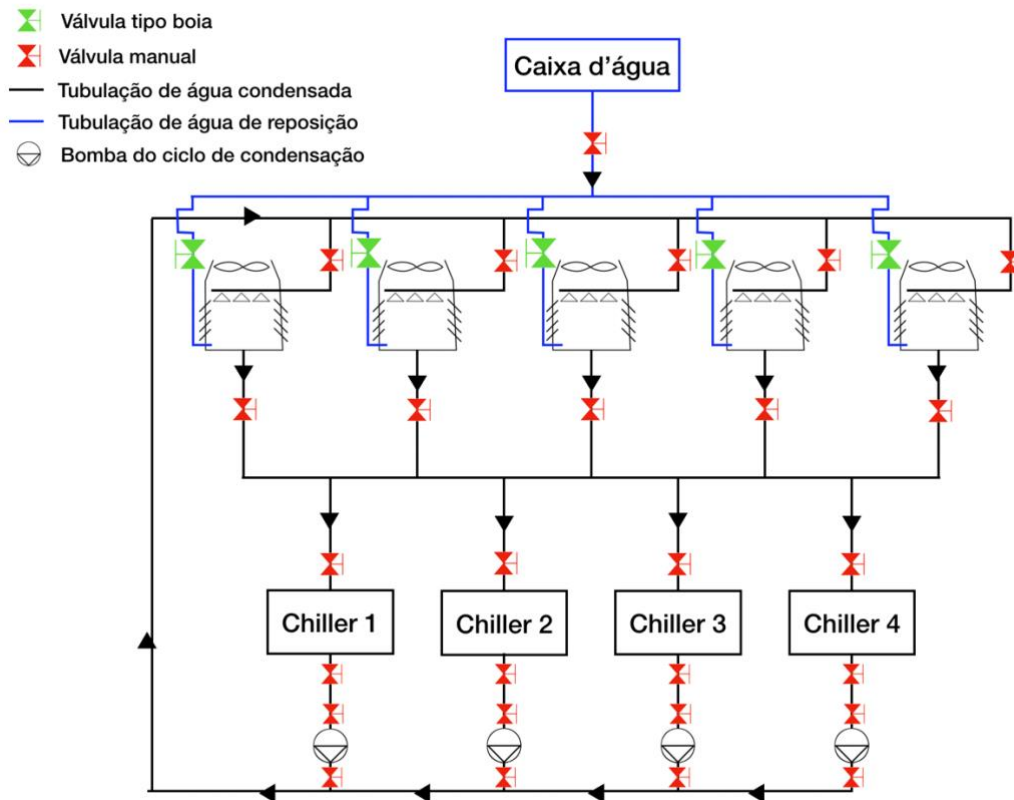 Válvula tipo boia
Válvula manual
Tubulação de água condensada
Tubulação de água de reposição
Bomba do ciclo de condensação
Caixa d’água
Chiller 1
Chiller 2
Chiller 3
Chiller 4